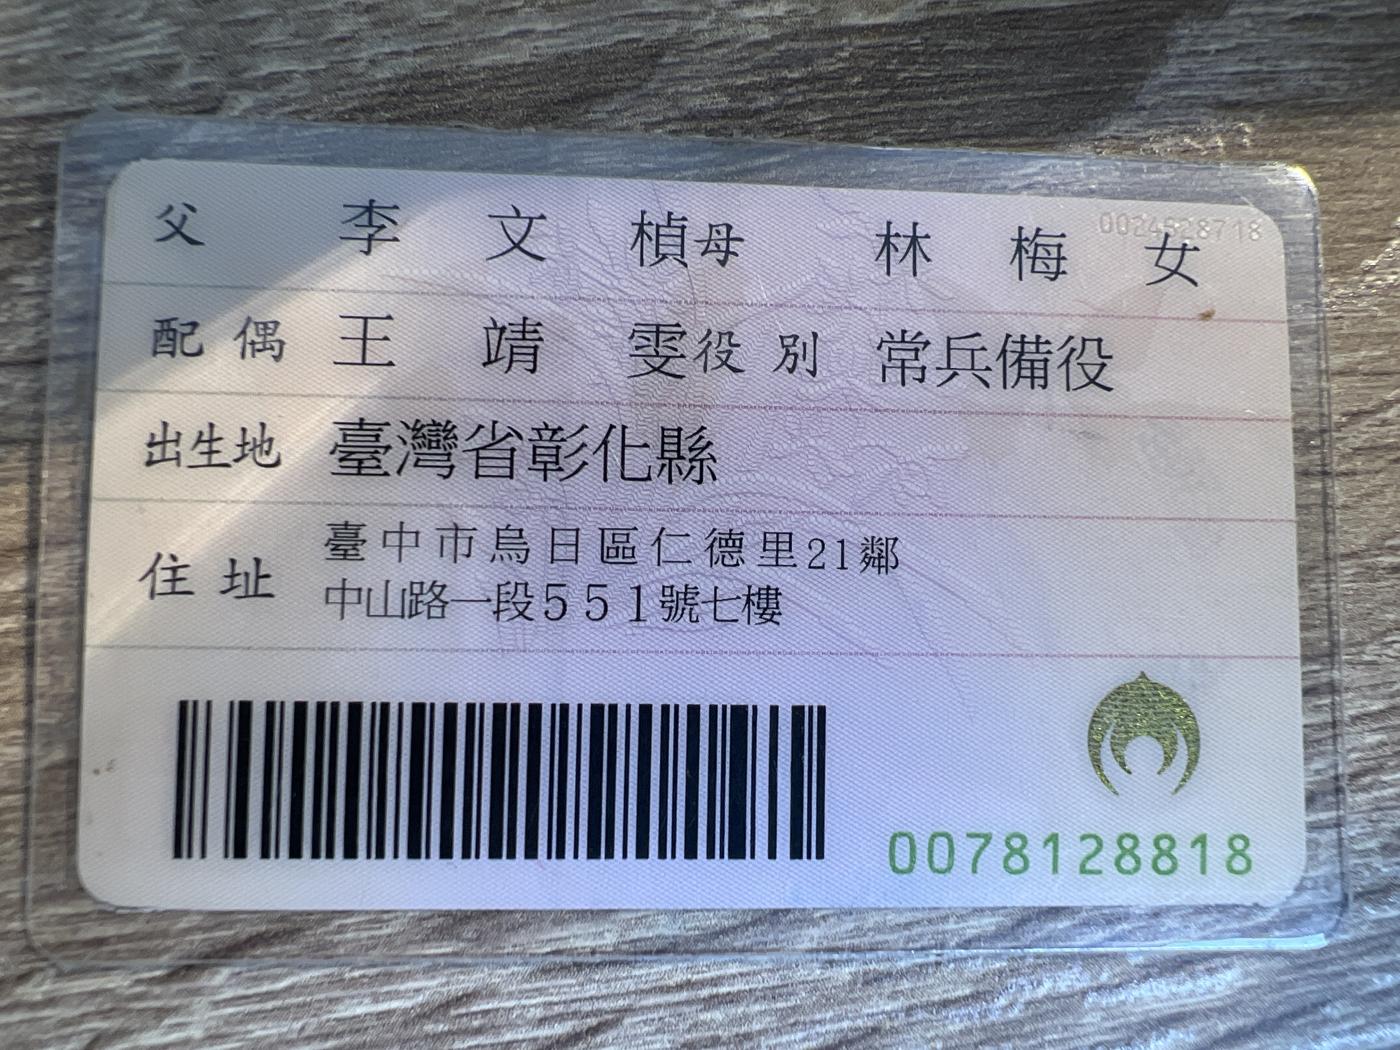 父 李文楨 母 林梅女
配偶 王靖雯 役別 常兵備役
出生地 臺灣省彰化縣
住址 臺中市烏日區仁德里21鄰
中山路一段551號七樓
0078128818